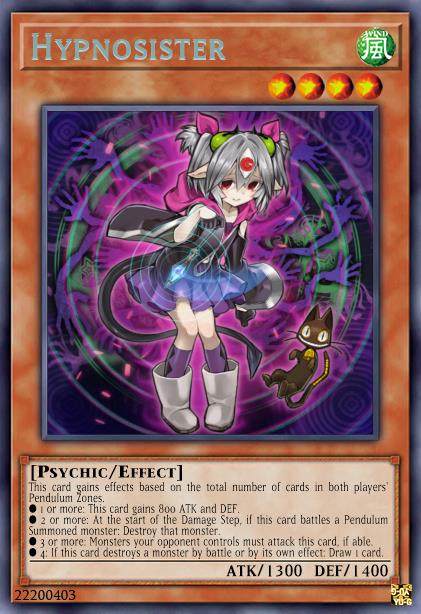 HYPNOSISTER
WIND
風
[PSYCHIC/EFFECT]
This card gains effects based on the total number of cards in both players'
Pendulum Zones.
● 1 or more: This card gains 800 ATK and DEF.
● 2 or more: At the start of the Damage Step, if this card battles a Pendulum
Summoned monster: Destroy that monster.
● 3 or more: Monsters your opponent controls must attack this card, if able.
● 4: If this card destroys a monster by battle or by its own effect: Draw 1 card.
ATK/1300 DEF/1400
22200403